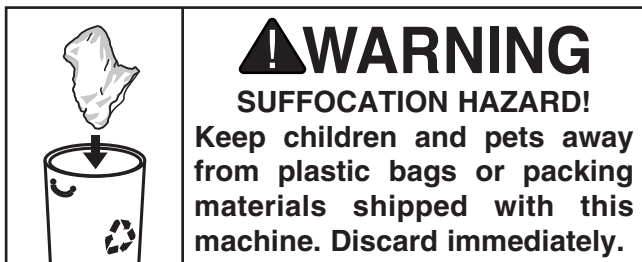 WARNING
SUFFOCATION HAZARD!
Keep children and pets away
from plastic bags or packing
materials shipped with this
machine. Discard immediately.